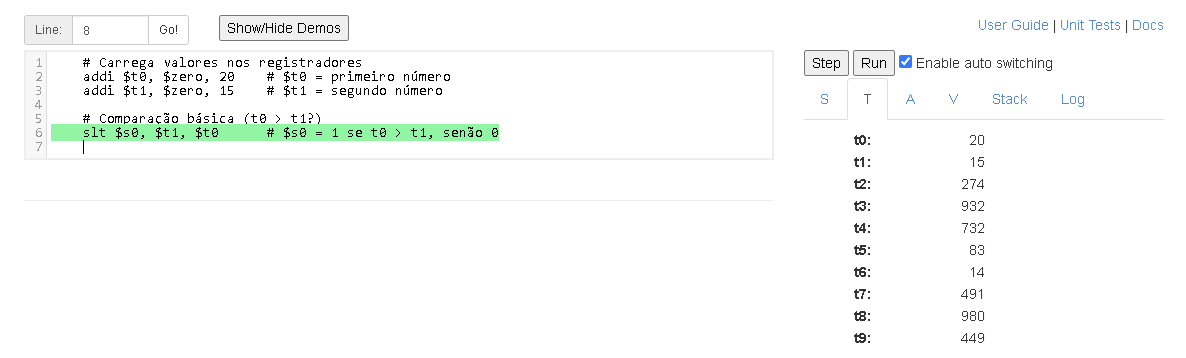 Line: 8 Go! Show/Hide Demos
User Guide | Unit Tests | Docs
1 # Carrega valores nos registradores
2 addi $t0, $zero, 20 # $t0 = primeiro número
3 addi $t1, $zero, 15 # $t1 = segundo número
4
5 # Comparação básica (t0 > t1?)
6 slt $s0, $t1, $t0 # $s0 = 1 se t0 > t1, senão 0
7
Step Run Enable auto switching
S T A V Stack Log
t0: 20
t1: 15
t2: 274
t3: 932
t4: 732
t5: 83
t6: 14
t7: 491
t8: 980
t9: 449